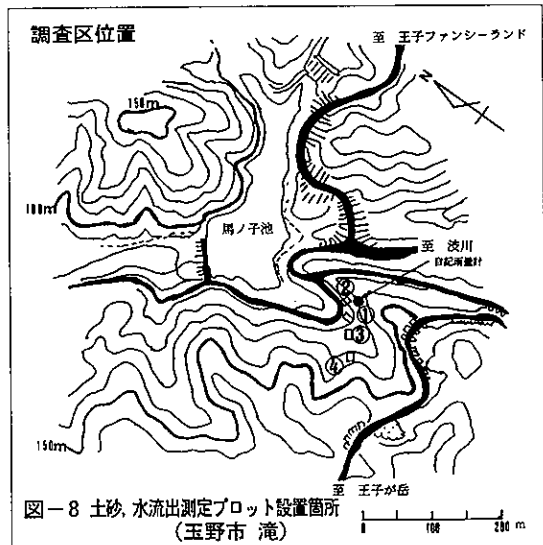 調査区位置
至 王子ファンシーランド
N
150m
100m
馬ノ子池
至 渋川
自記雨量計
②
①
③
④
150m
至 王子が岳
図-8 土砂,水流出測定プロット設置箇所
(玉野市 滝)
0 100 200 m